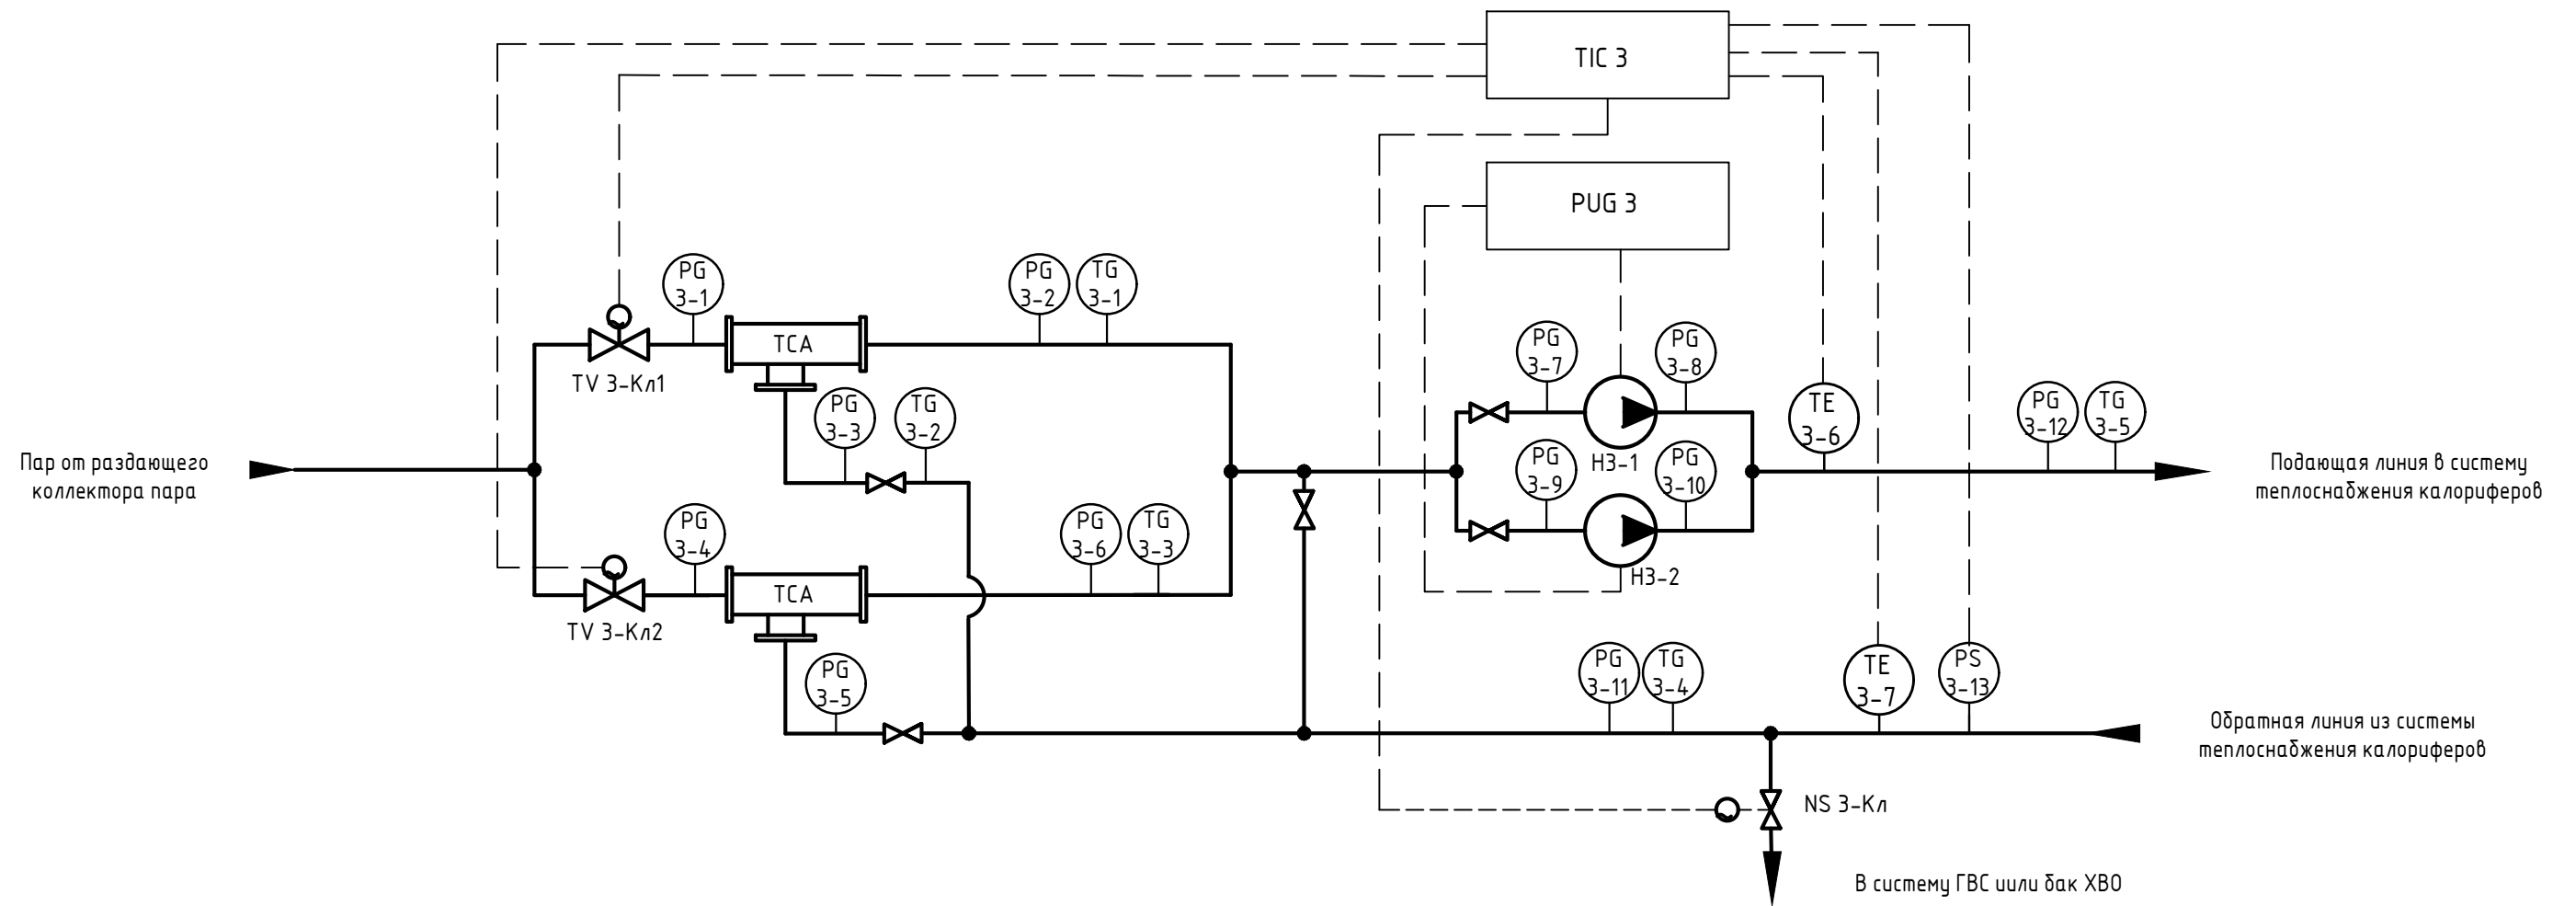 TIC 3
PUG 3
PG
3-1
PG
3-2
TG
3-1
TCA
TV 3-Кл1
PG
3-3
TG
3-2
PG
3-7
PG
3-8
НЗ-1
TE
3-6
PG
3-12
TG
3-5
Пар от раздающего
коллектора пара
Подающая линия в систему
теплоснабжения калориферов
PG
3-9
PG
3-10
НЗ-2
PG
3-4
PG
3-6
TG
3-3
TCA
TV 3-Кл2
PG
3-5
PG
3-11
TG
3-4
TE
3-7
PS
3-13
Обратная линия из системы
теплоснабжения калориферов
NS 3-Кл
В систему ГВС иили бак ХВО